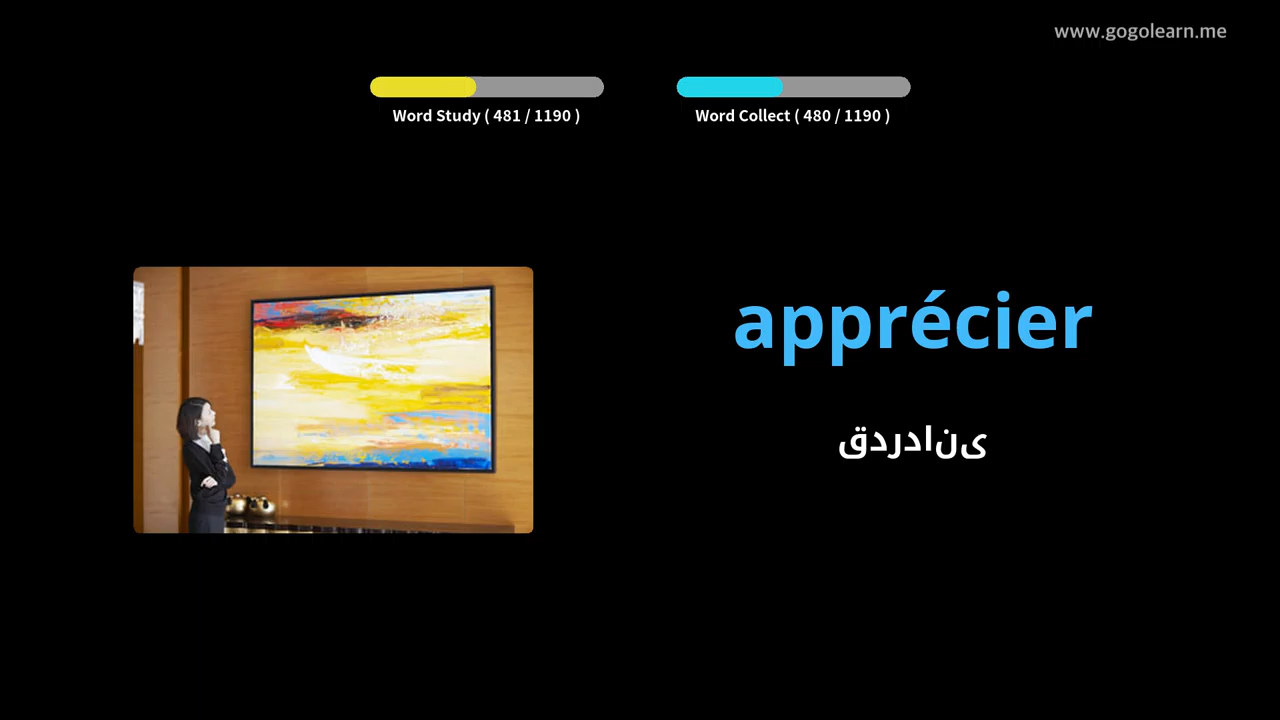 www.gogolearn.me
Word Study ( 481 / 1190 )
Word Collect ( 480 / 1190 )
apprécier
قدردانی